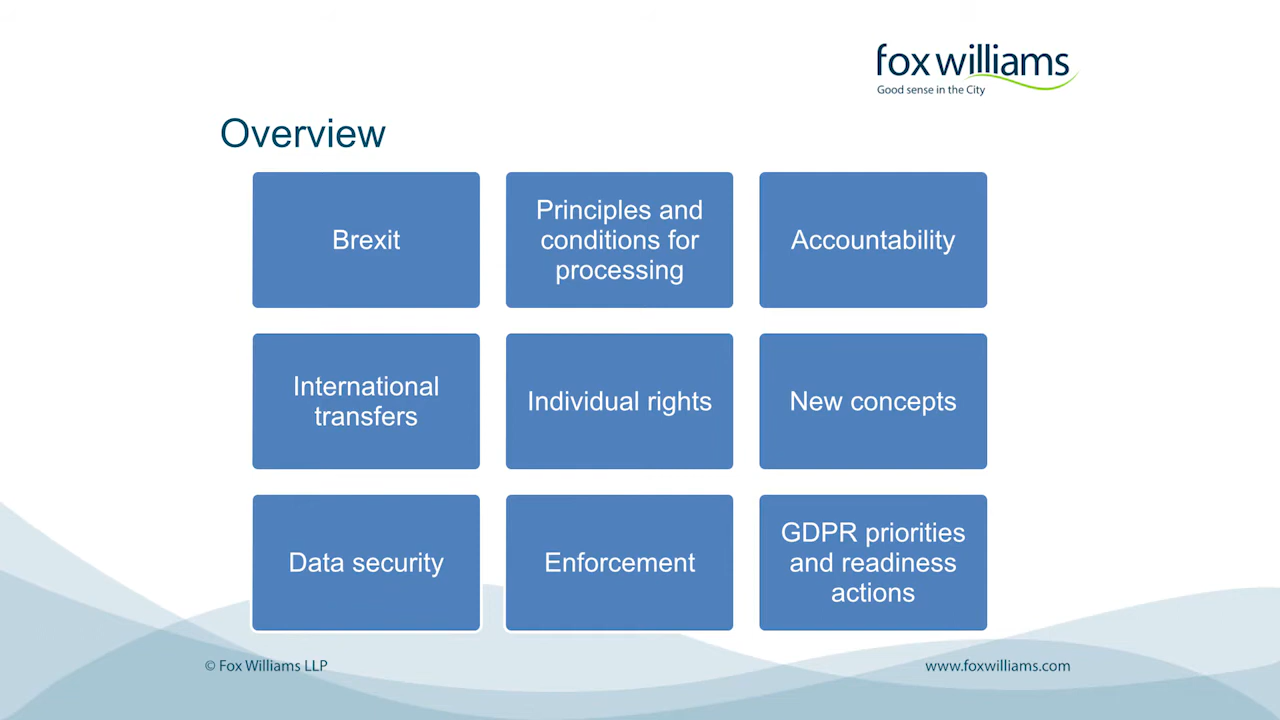 fox williams
Good sense in the City
Overview
Brexit
Principles and
conditions for
processing
Accountability
International
transfers
Individual rights
New concepts
Data security
Enforcement
GDPR priorities
and readiness
actions
© Fox Williams LLP
www.foxwilliams.com